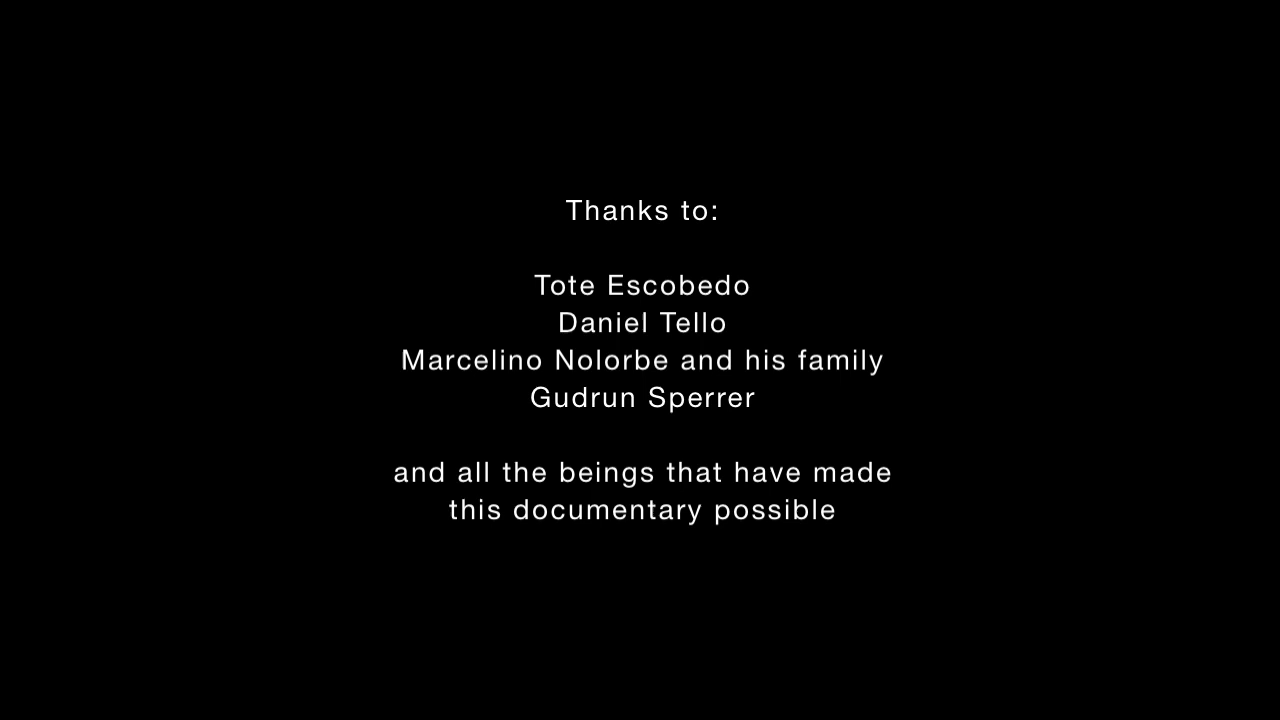 Thanks to:
Tote Escobedo
Daniel Tello
Marcelino Nolorbe and his family
Gudrun Sperrer
and all the beings that have made
this documentary possible